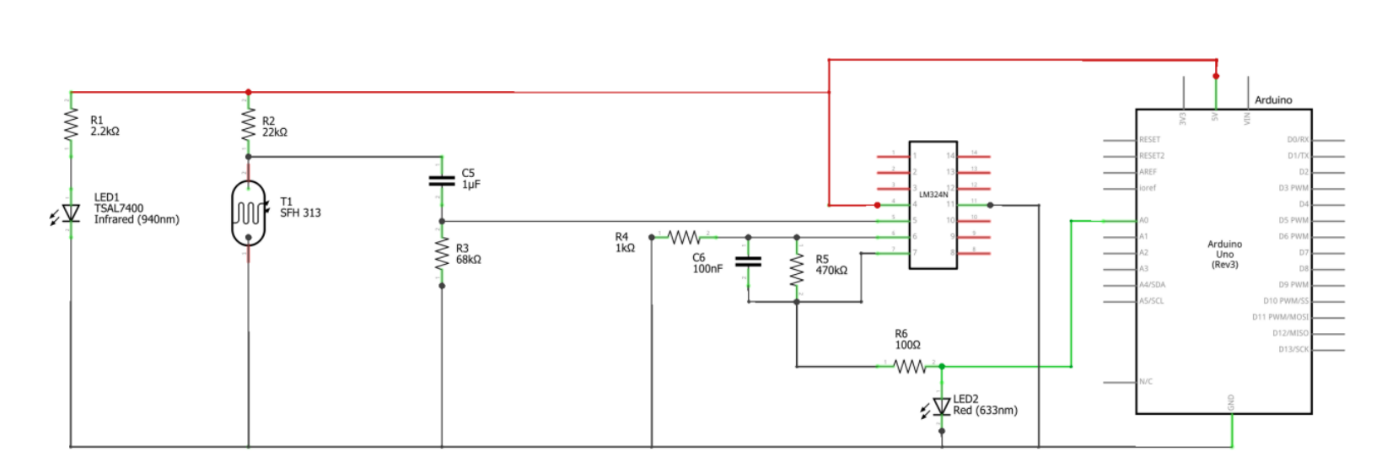 Arduino
3V3
5V
VIN
R1
2.2kΩ
R2
22kΩ
C5
1μF
LED1
TSAL7400
Infrared (940nm)
T1
SFH 313
R3
68kΩ
R4
1kΩ
C6
100nF
R5
470kΩ
R6
100Ω
LED2
Red (633nm)
LM324N
1
2
3
4
5
6
7
14
13
12
11
10
9
8
RESET
RESET2
AREF
ioref
A0
A1
A2
A3
A4/SDA
A5/SCL
N/C
Arduino
Uno
(Rev3)
D0/RX
D1/TX
D2
D3 PWM
D4
D5 PWM
D6 PWM
D7
D8
D9 PWM
D10 PWM/SS
D11 PWM/MOSI
D12/MISO
D13/SCK
GND